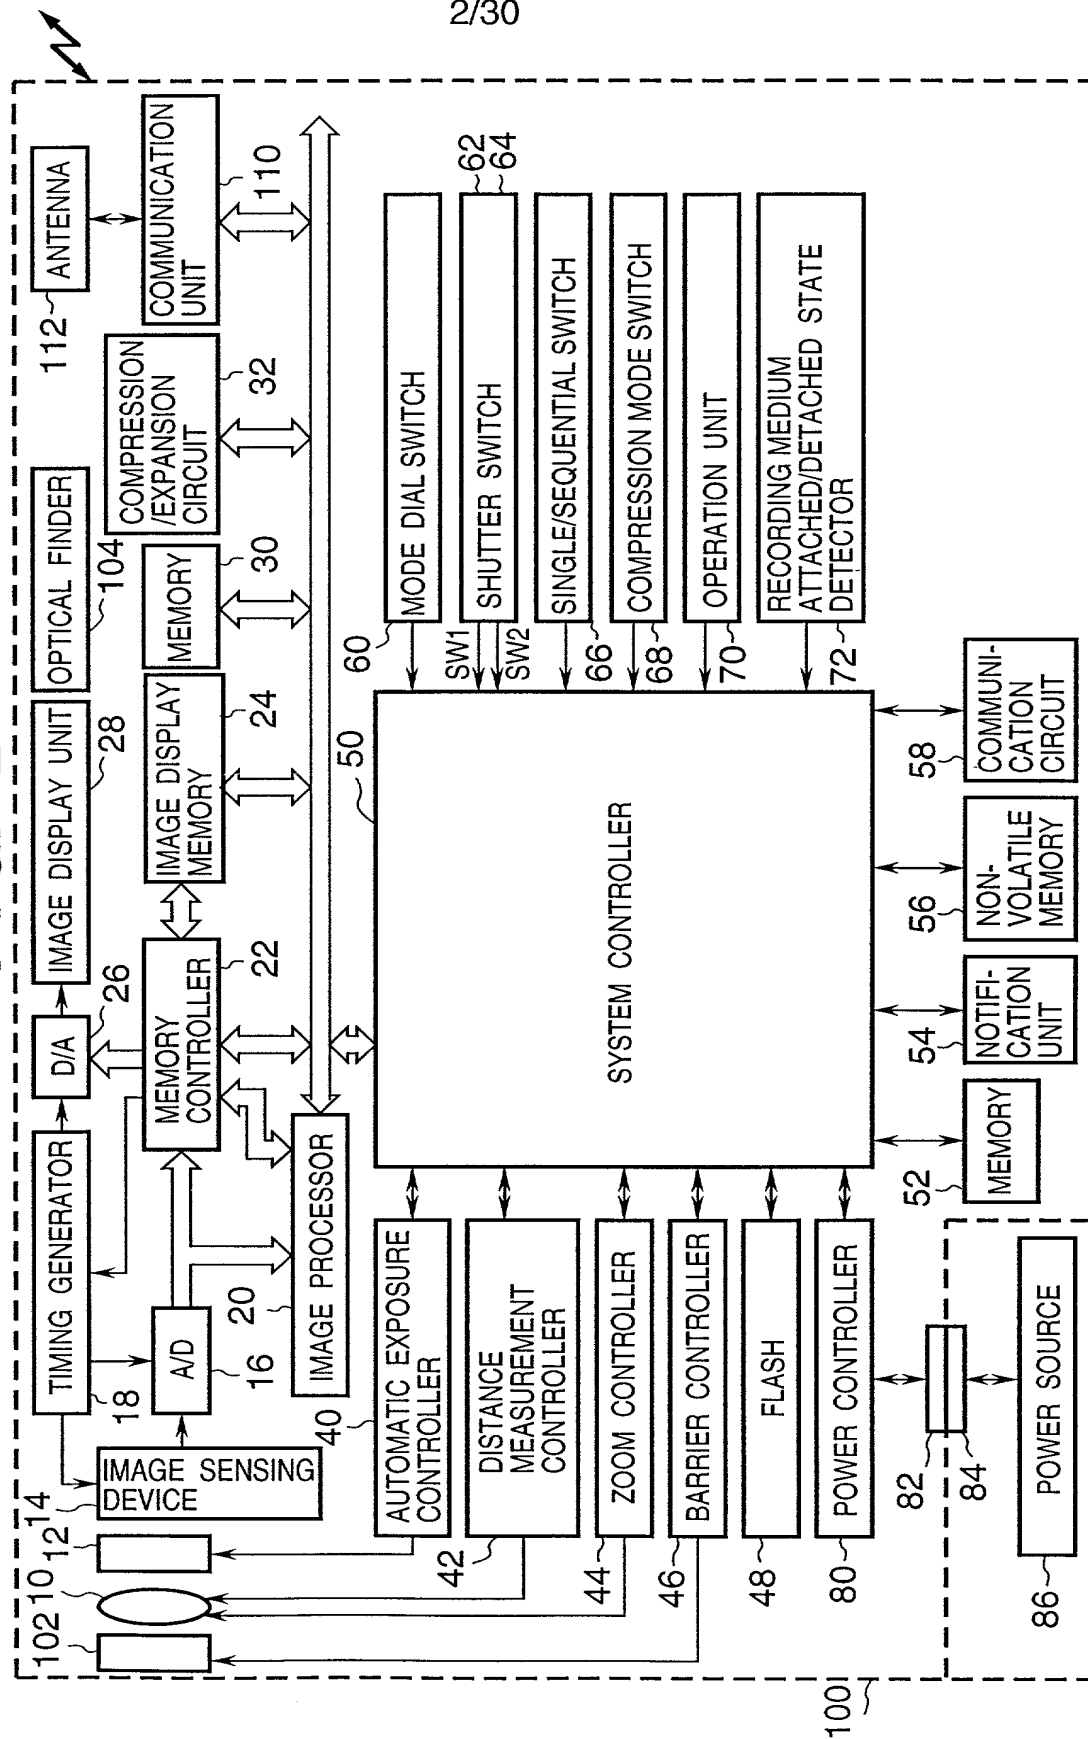 2/30
102
10
12
14
IMAGE SENSING
DEVICE
18
TIMING GENERATOR
A/D
16
D/A
26
IMAGE DISPLAY UNIT
28
OPTICAL FINDER
104
ANTENNA
112
20
IMAGE PROCESSOR
MEMORY
CONTROLLER
22
IMAGE DISPLAY
MEMORY
24
MEMORY
30
COMPRESSION
/EXPANSION
CIRCUIT
32
COMMUNICATION
UNIT
110
40
AUTOMATIC EXPOSURE
CONTROLLER
42
DISTANCE
MEASUREMENT
CONTROLLER
44
ZOOM CONTROLLER
46
BARRIER CONTROLLER
48
FLASH
80
POWER CONTROLLER
50
SYSTEM CONTROLLER
60
MODE DIAL SWITCH
SW1
SW2
SHUTTER SWITCH
62
64
66
SINGLE/SEQUENTIAL SWITCH
68
COMPRESSION MODE SWITCH
70
OPERATION UNIT
72
RECORDING MEDIUM
ATTACHED/DETACHED STATE
DETECTOR
52
MEMORY
54
NOTIFI-
CATION
UNIT
56
NON-
VOLATILE
MEMORY
58
COMMUNI-
CATION
CIRCUIT
82
84
86
POWER SOURCE
100